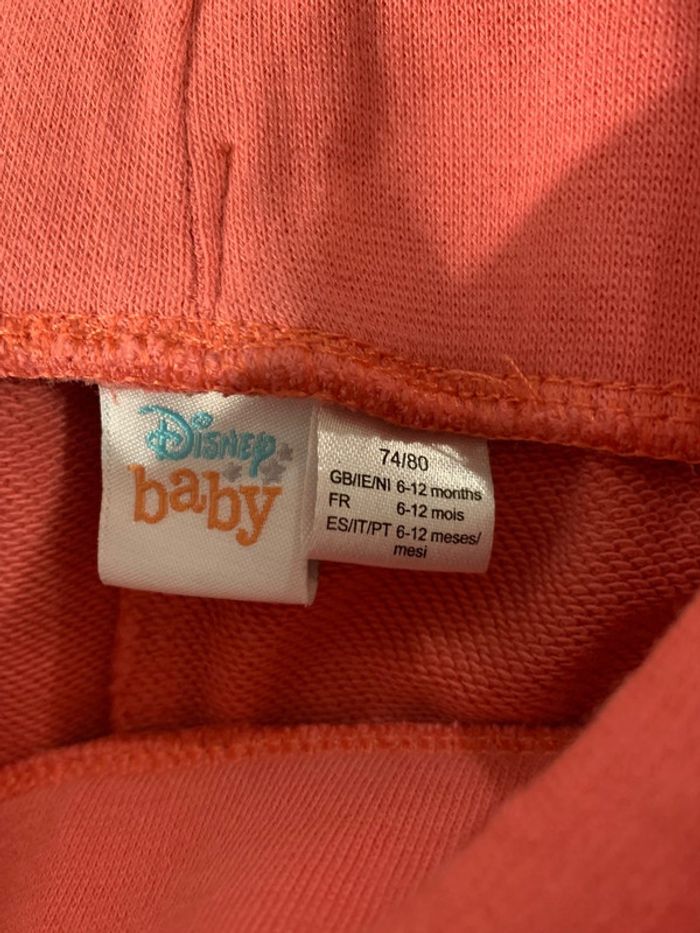 Disney
baby
74/80
GB/IE/NI 6-12 months
FR 6-12 mois
ES/IT/PT 6-12 meses/
mesi